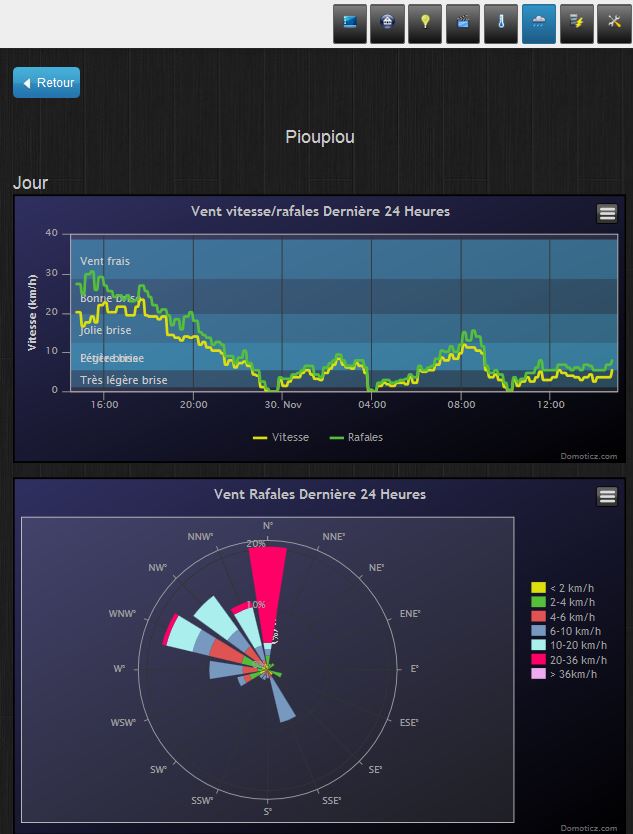 Retour
Pioupiou
Jour
Vent vitesse/rafales Dernière 24 Heures
Vitesse (km/h)
40
30
20
10
0
Vent frais
Bonne brise
Jolie brise
Très légère brise
16:00 20:00 30. Nov 04:00 08:00 12:00
Vitesse Rafales
Domoticz.com
Vent Rafales Dernière 24 Heures
N°
NNW° 20% NNE°
NW° NE°
WNW° 10% ENE°
W° E°
WSW° ESE°
SW° SE°
SSW° SSE°
S°
< 2 km/h
2-4 km/h
4-6 km/h
6-10 km/h
10-20 km/h
20-36 km/h
> 36km/h
Domoticz.com